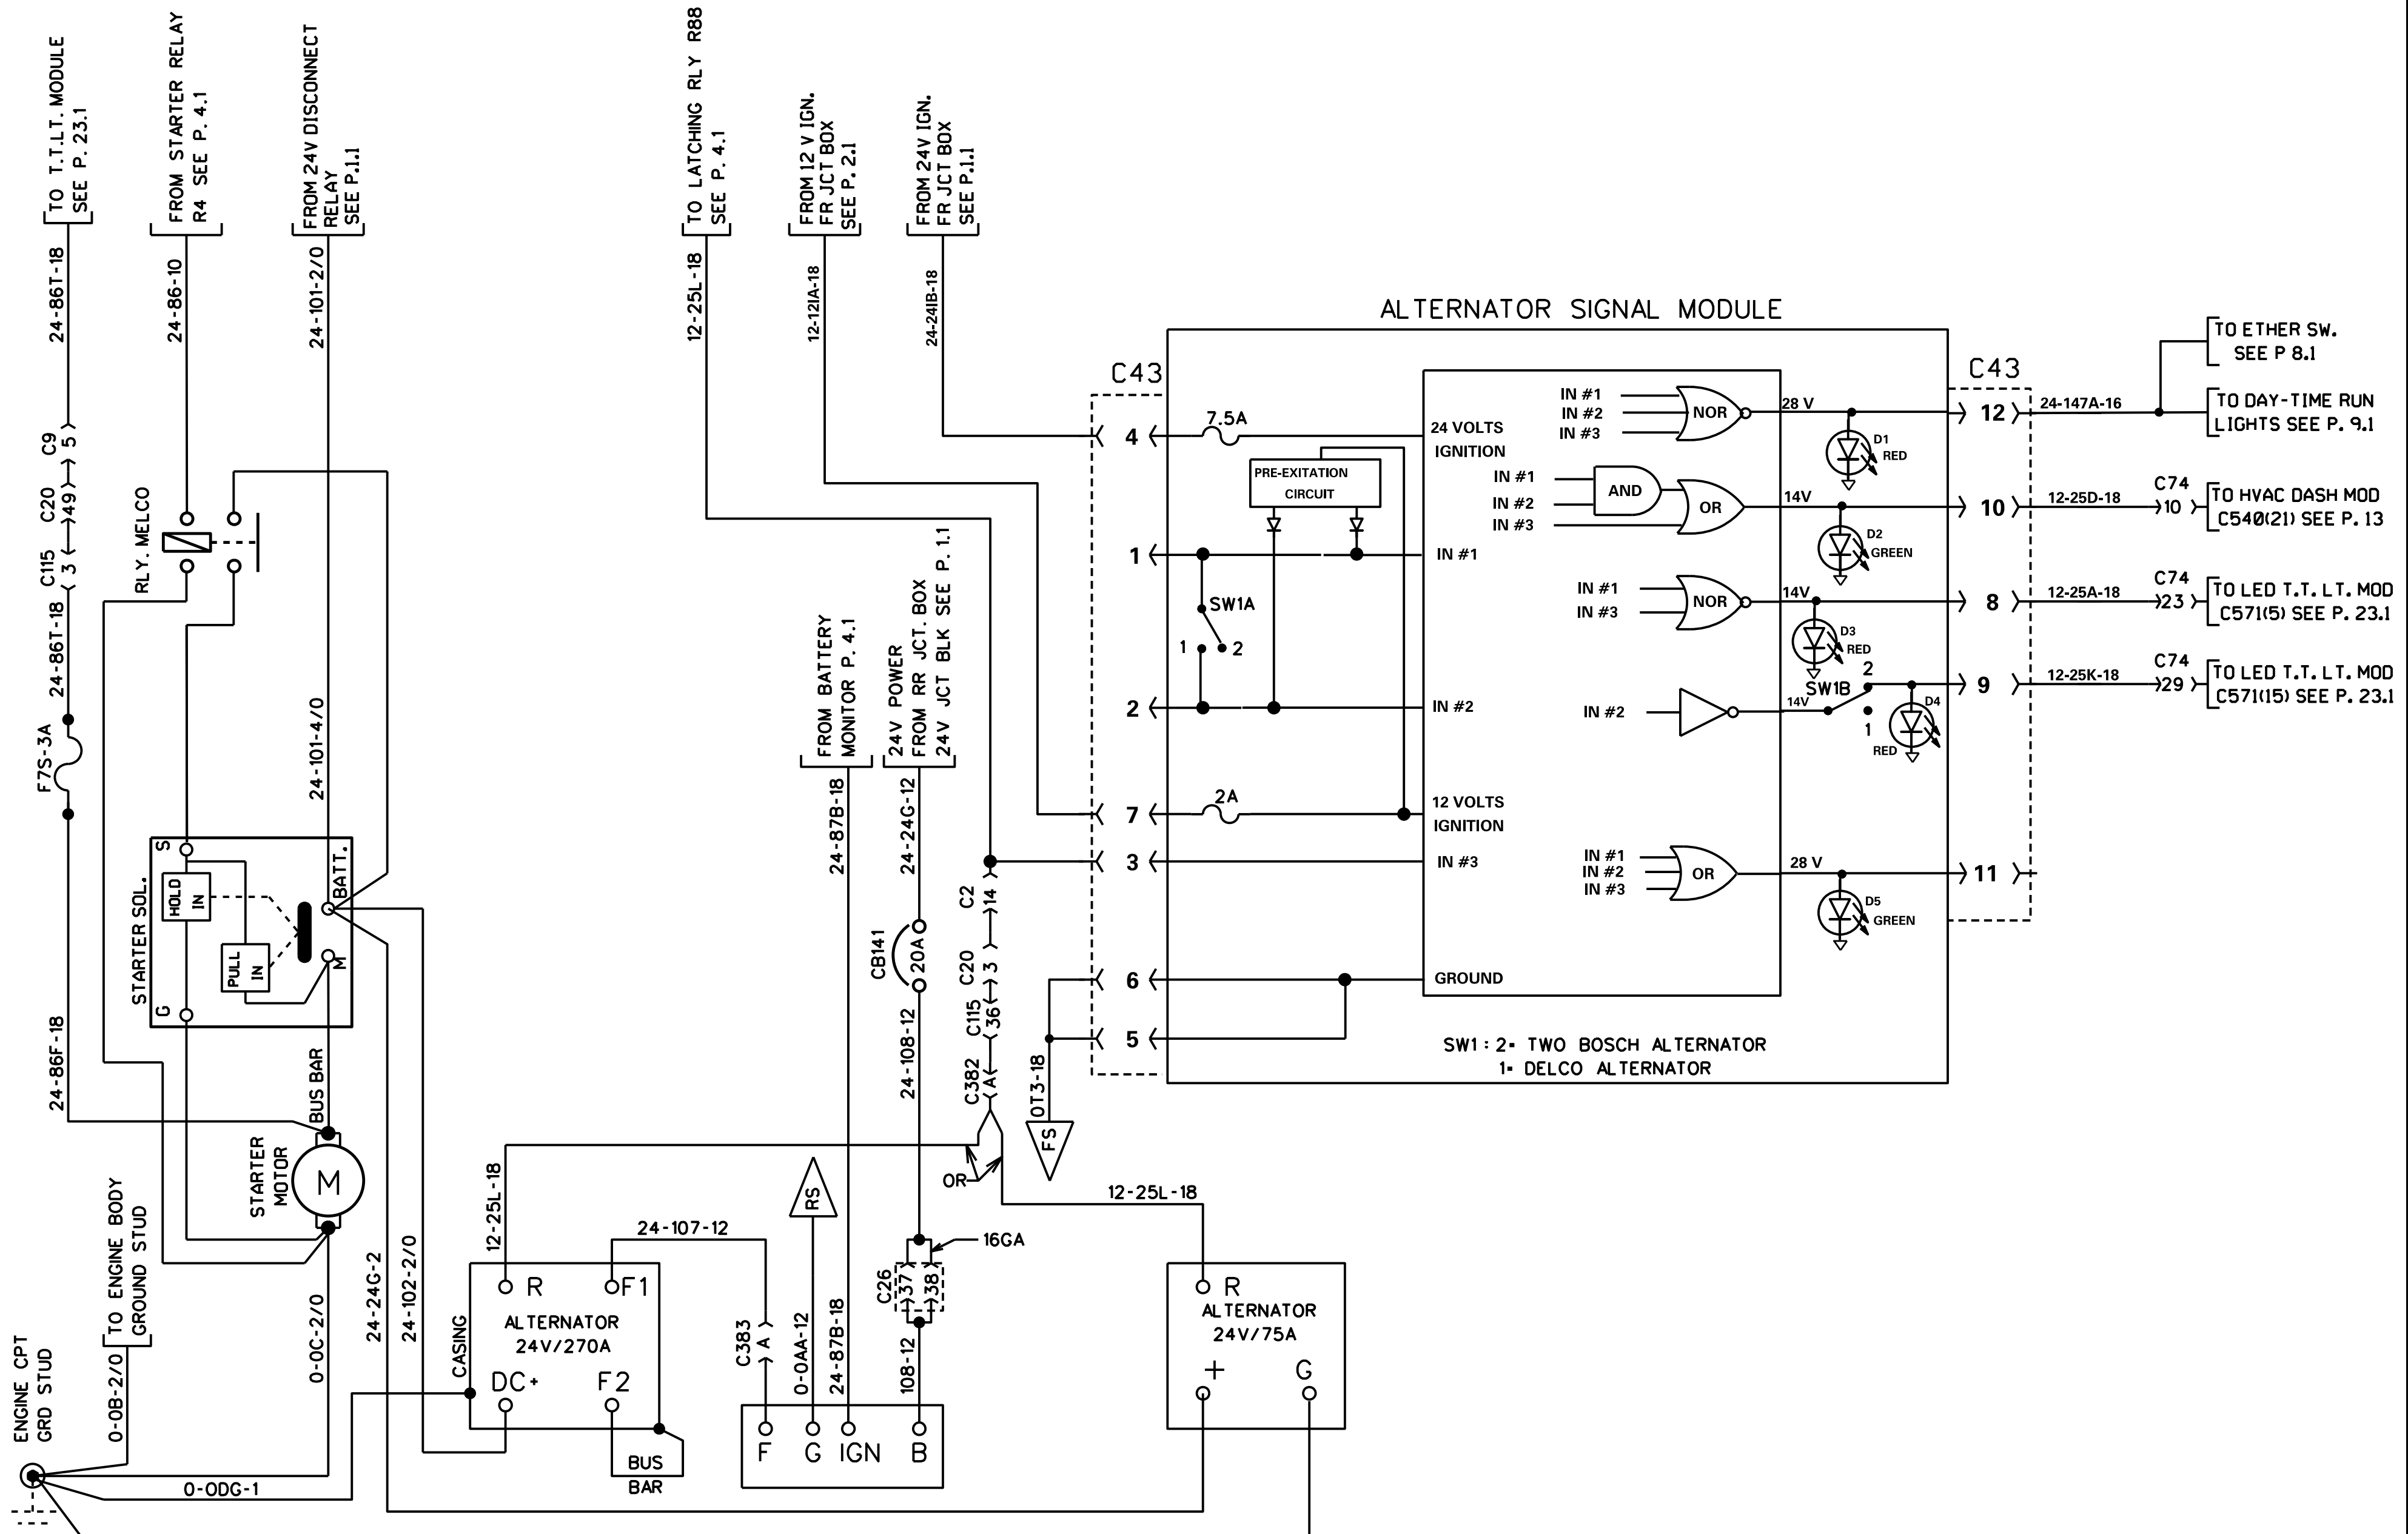 TO T.T.LT. MODULE
SEE P. 23.1
FROM STARTER RELAY
R4 SEE P. 4.1
FROM 24V DISCONNECT
RELAY
SEE P.1.1
TO LATCHING RLY R88
SEE P. 4.1
FROM 12 V IGN.
FR JCT BOX
SEE P. 2.1
FROM 24V IGN.
FR JCT BOX
SEE P.1.1
24-86T-18
24-86-10
24-101-2/0
12-25L-18
12-12IA-18
24-24IB-18
C9
5
C20
49
C115
3
24-86T-18
F7S-3A
24-86F-18
RLY. MELCO
24-101-4/0
STARTER SOL.
S
HOLD
IN
PULL
IN
BATT.
M
G
BUS BAR
STARTER
MOTOR
M
TO ENGINE BODY
GROUND STUD
0-0B-2/0
ENGINE CPT
GRD STUD
0-0DG-1
0-0C-2/0
24-24G-2
24-102-2/0
FROM BATTERY
MONITOR P. 4.1
24V POWER
FROM RR JCT. BOX
24V JCT BLK SEE P. 1.1
24-87B-18
24-24G-12
CB141
20A
24-108-12
C2
14
C20
3
C115
36
C382
A
OR
12-25L-18
12-25L-18
RS
FS
0T3-18
16GA
C26
37
38
108-12
24-107-12
C383
A
0-0AA-12
24-87B-18
CASING
R
F1
ALTERNATOR
24V/270A
DC+
F2
BUS
BAR
F
G
IGN
B
R
ALTERNATOR
24V/75A
+
G
ALTERNATOR SIGNAL MODULE
C43
4
1
2
7
3
6
5
7.5A
PRE-EXITATION
CIRCUIT
SW1A
1
2
2A
24 VOLTS
IGNITION
IN #1
IN #2
12 VOLTS
IGNITION
IN #3
GROUND
IN #1
IN #2
IN #3
NOR
28 V
D1
RED
IN #1
IN #2
IN #3
AND
OR
14V
D2
GREEN
IN #1
IN #3
NOR
14V
D3
RED
IN #2
14V
SW1B
2
1
D4
RED
IN #1
IN #2
IN #3
OR
28 V
D5
GREEN
SW1 : 2= TWO BOSCH ALTERNATOR
1= DELCO ALTERNATOR
C43
12
10
8
9
11
24-147A-16
TO ETHER SW.
SEE P 8.1
TO DAY-TIME RUN
LIGHTS SEE P. 9.1
12-25D-18
C74
10
TO HVAC DASH MOD
C540(21) SEE P. 13
12-25A-18
C74
23
TO LED T.T. LT. MOD
C571(5) SEE P. 23.1
12-25K-18
C74
29
TO LED T.T. LT. MOD
C571(15) SEE P. 23.1